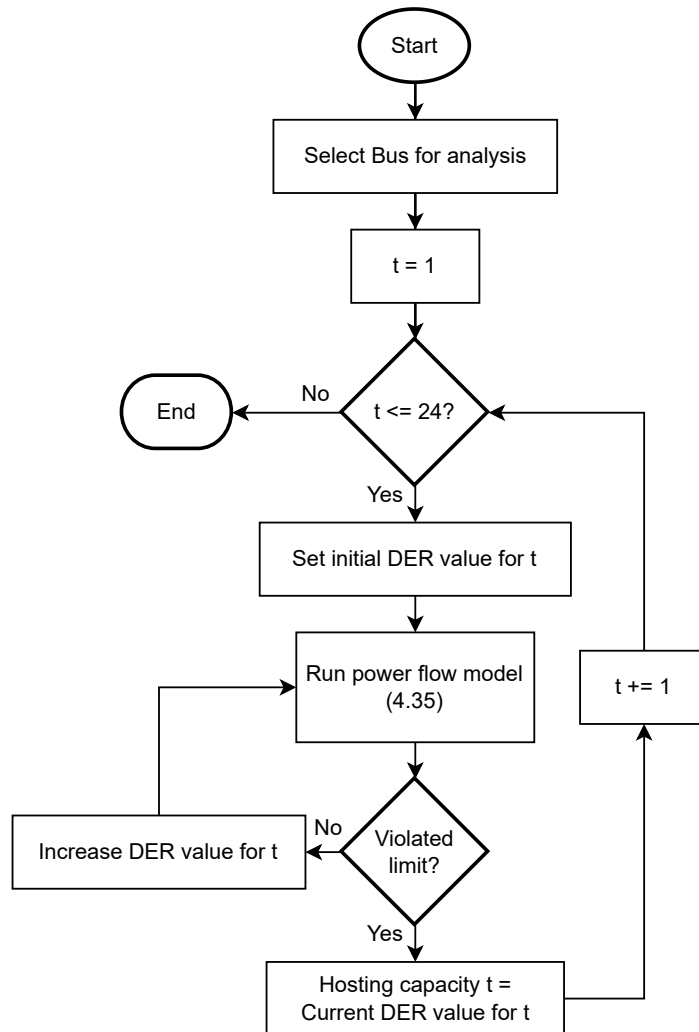 Start
Select Bus for analysis
t = 1
No
End
t <= 24?
Yes
Set initial DER value for t
Run power flow model
(4.35)
t += 1
No
Increase DER value for t
Violated
limit?
Yes
Hosting capacity t =
Current DER value for t